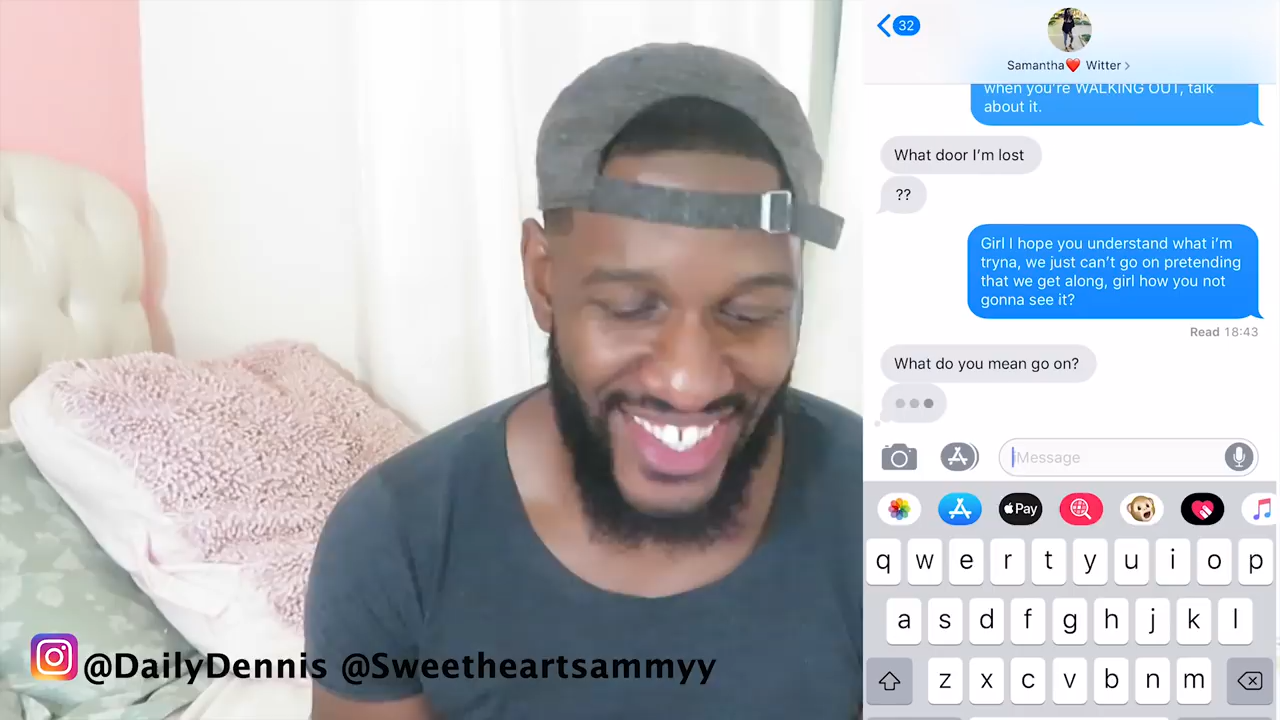 32
Samantha❤️ Witter >
when you're WALKING OUT, talk
about it.
What door I'm lost
??
Girl I hope you understand what i'm
tryna, we just can't go on pretending
that we get along, girl how you not
gonna see it?
Read 18:43
What do you mean go on?
Message
Pay
q w e r t y u i o p
a s d f g h j k l
z x c v b n m
@DailyDennis @Sweetheartsammyy